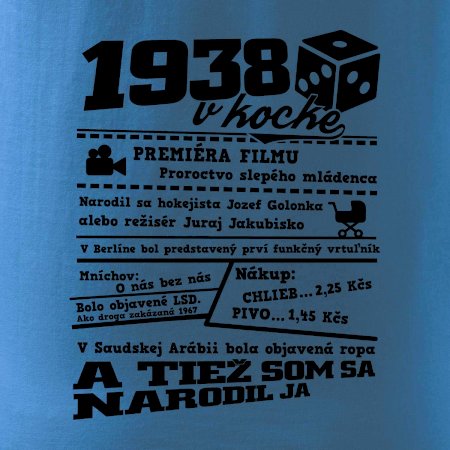 1938
v kocke
PREMIÉRA FILMU
Proroctvo slepého mládenca
Narodil sa hokejista Jozef Golonka
alebo režisér Juraj Jakubisko
V Berlíne bol predstavený prví funkčný vrtuľník
Mníchov:
O nás bez nás
Bolo objavené LSD.
Ako droga zakázaná 1967
Nákup:
CHLIEB... 2,25 Kčs
PIVO... 1,45 Kčs
V Saudskej Arábii bola objavená ropa
A TIEŽ SOM SA
NARODIL JA